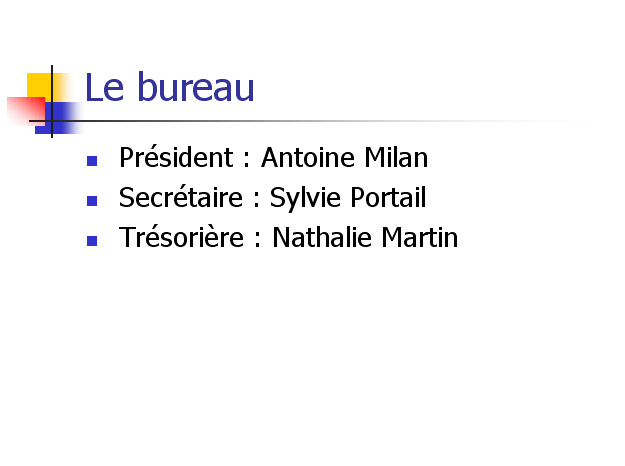 Le bureau
Président : Antoine Milan
Secrétaire : Sylvie Portail
Trésorière : Nathalie Martin